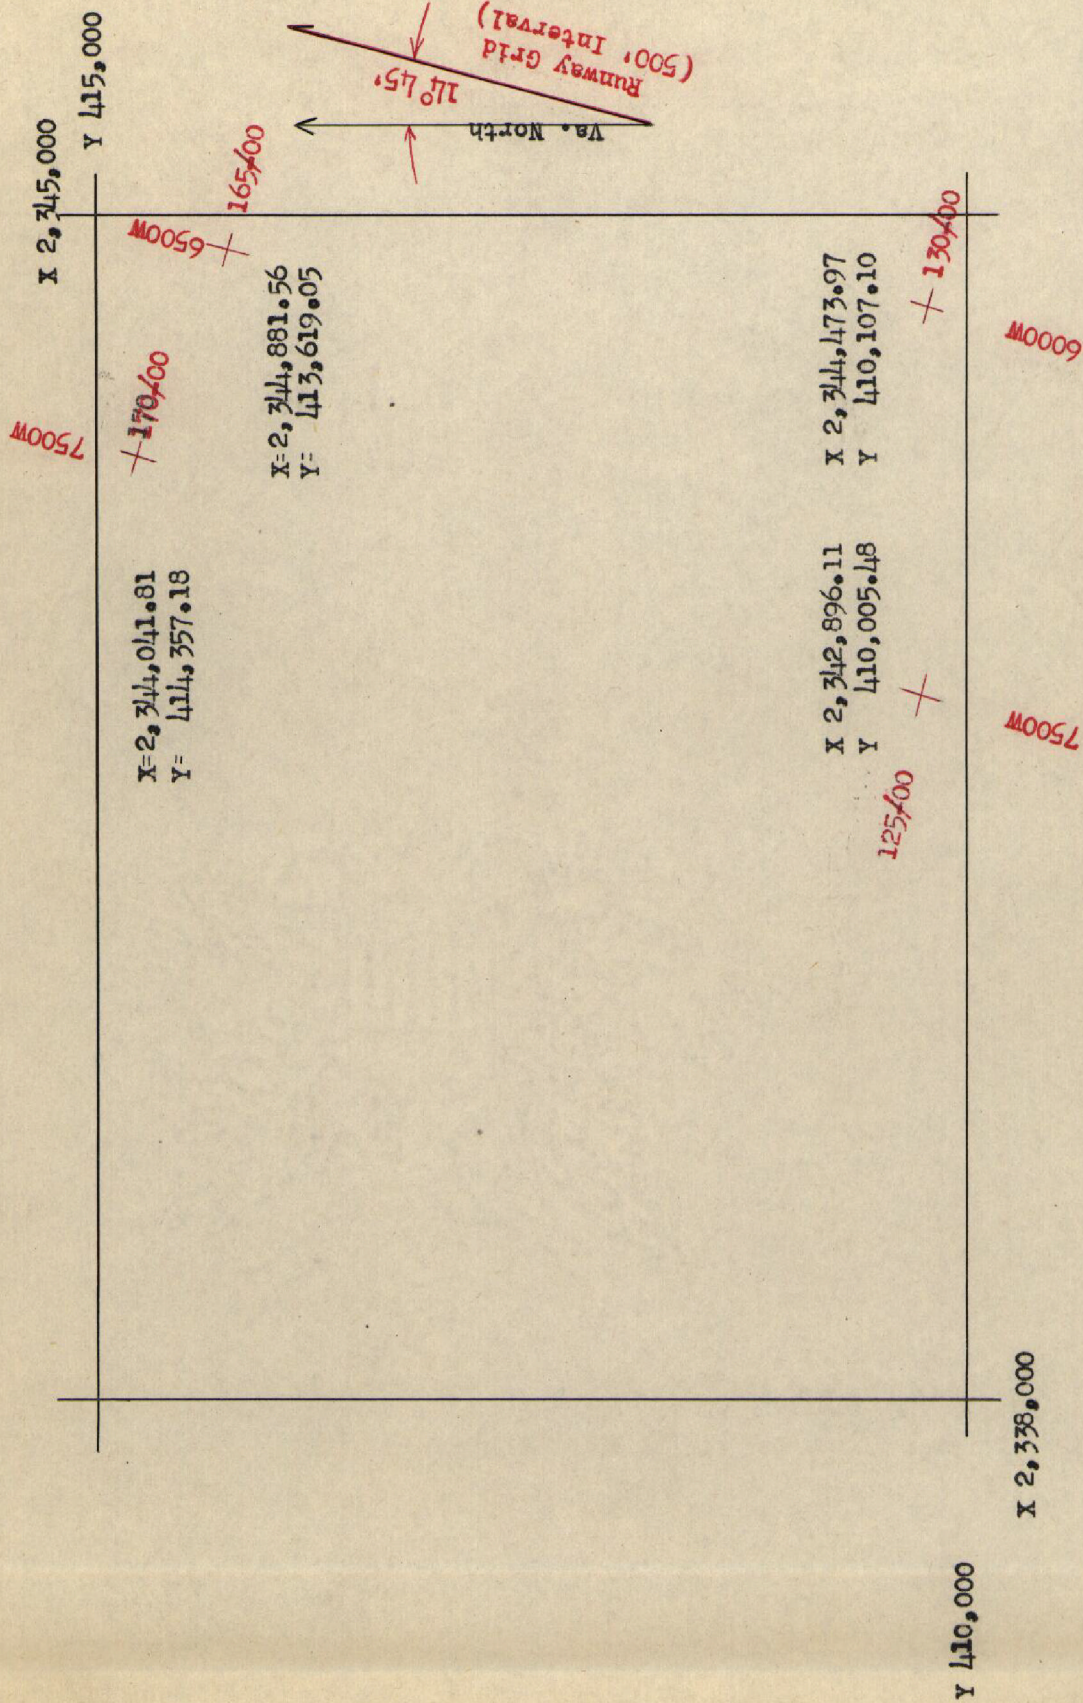 X 2,345,000
Y 415,000
7500W
170+00
6500W
165+00
X=2,344,041.81
Y= 414,357.18
X=2,344,881.56
Y= 413,619.05
14° 45'
Runway Grid
(500' Interval)
Va. North
X 2,342,896.11
Y 410,005.48
125+00
7500W
X 2,344,473.97
Y 410,107.10
130+00
6000W
Y 410,000
X 2,338,000